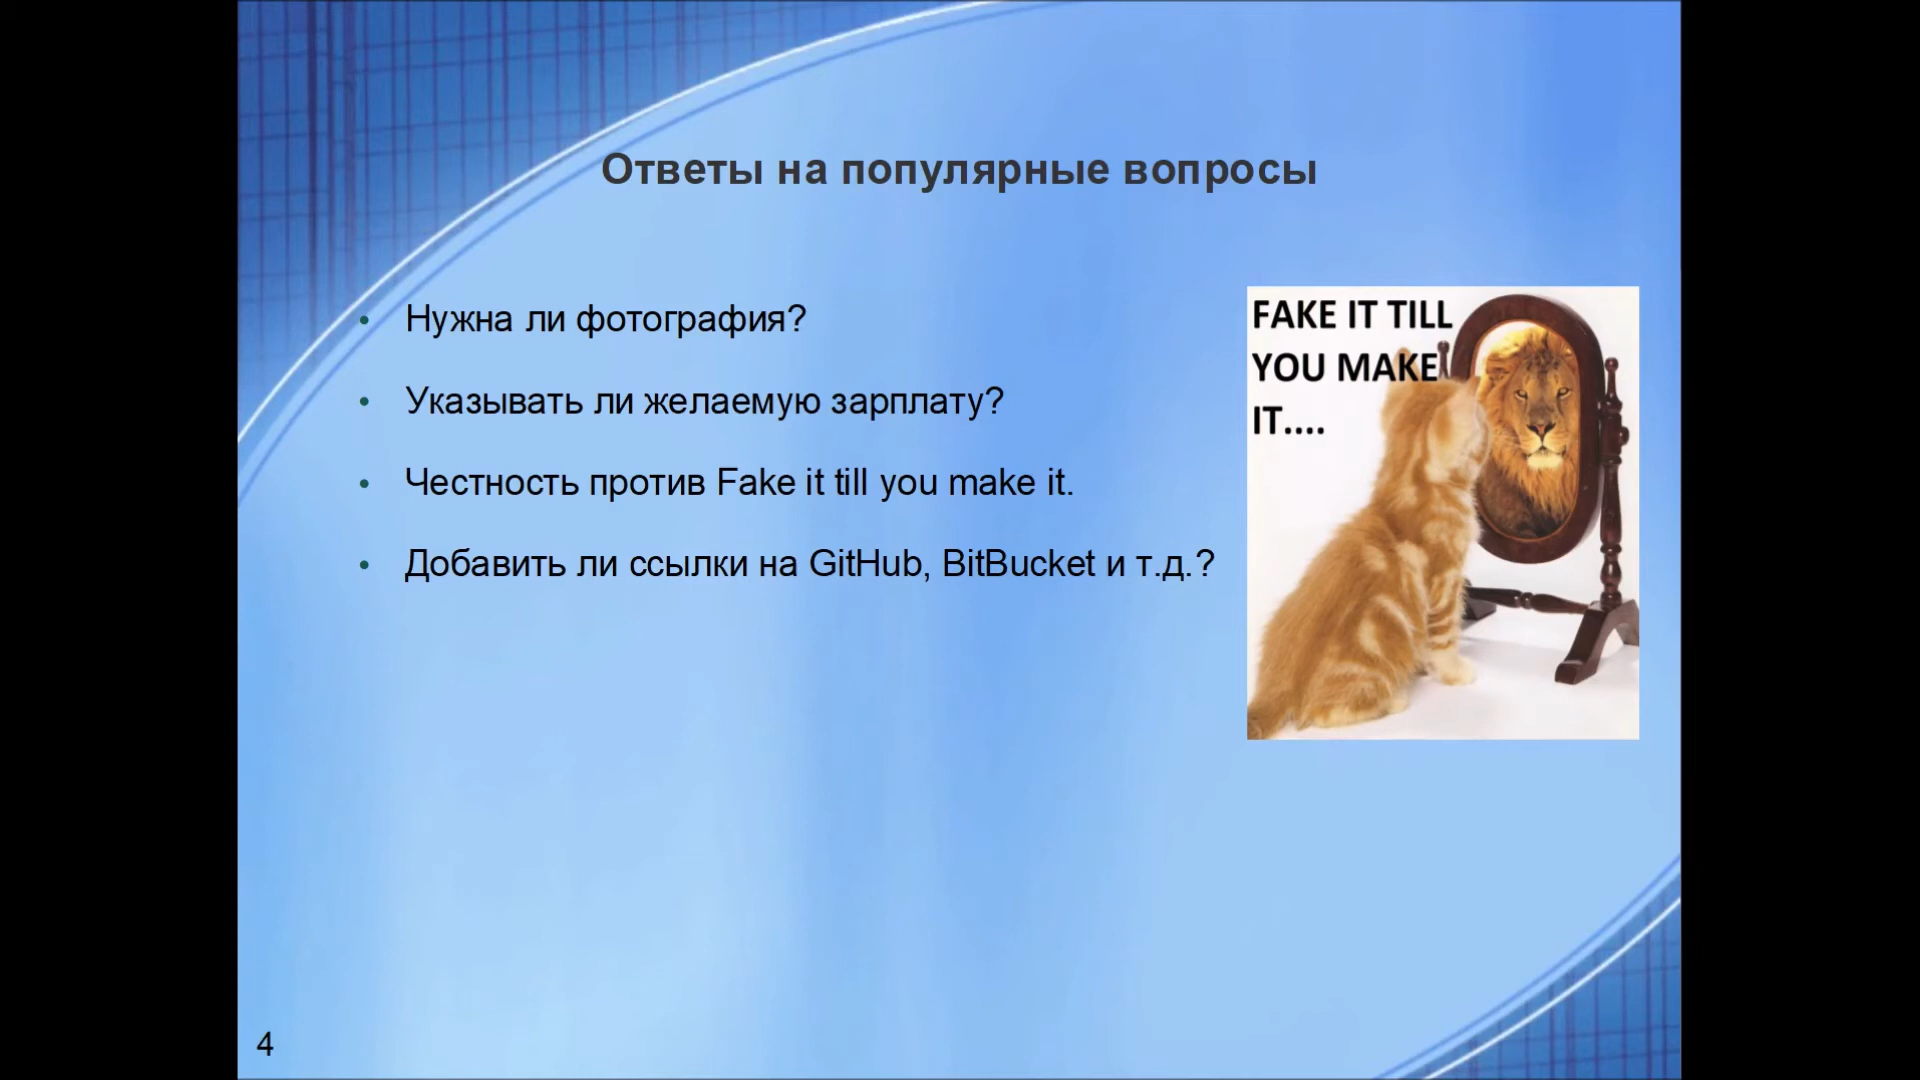 Ответы на популярные вопросы
• Нужна ли фотография?
• Указывать ли желаемую зарплату?
• Честность против Fake it till you make it.
• Добавить ли ссылки на GitHub, BitBucket и т.д.?
FAKE IT TILL
YOU MAKE
IT....
4